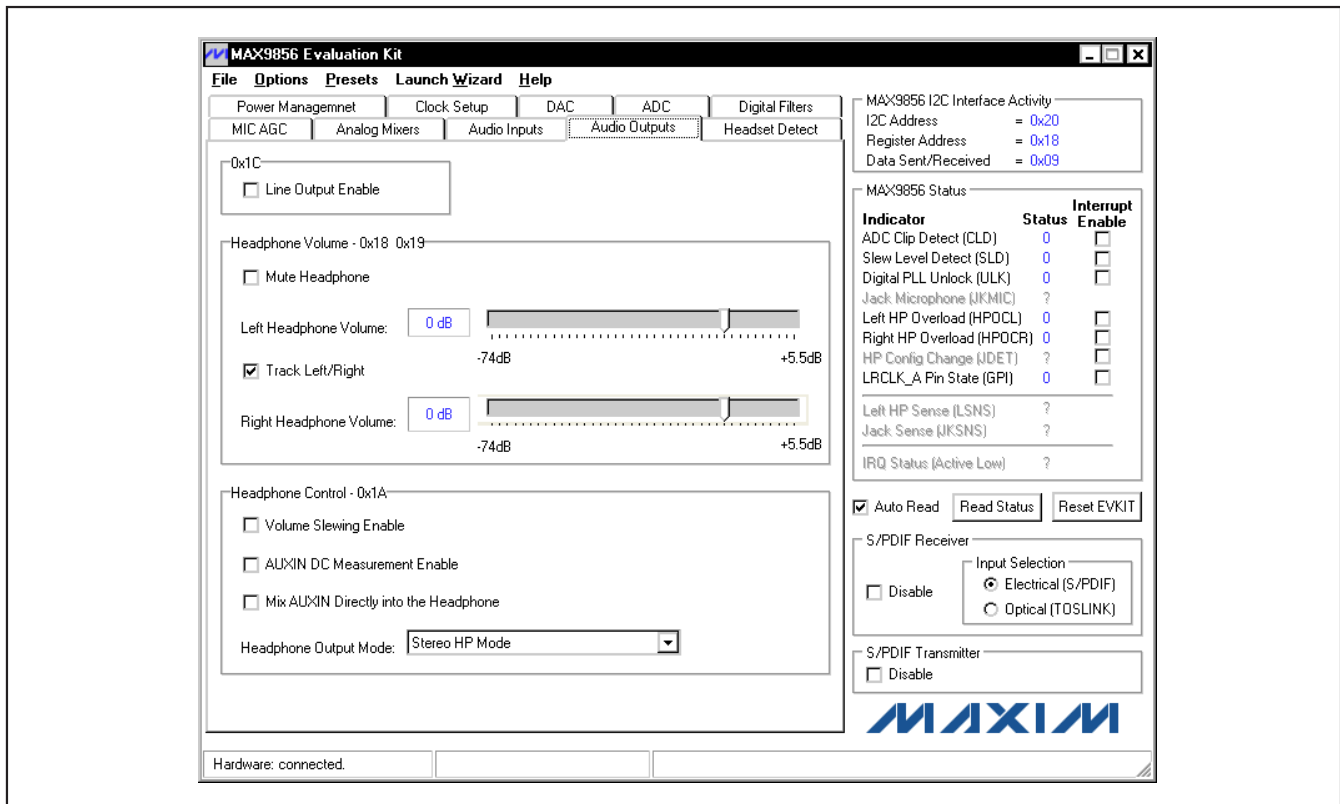 MAX9856 Evaluation Kit
File Options Presets Launch Wizard Help
Power Managemnet Clock Setup DAC ADC Digital Filters
MIC AGC Analog Mixers Audio Inputs Audio Outputs Headset Detect
0x1C
Line Output Enable
Headphone Volume - 0x18 0x19
Mute Headphone
Left Headphone Volume: 0 dB
-74dB +5.5dB
Track Left/Right
Right Headphone Volume: 0 dB
-74dB +5.5dB
Headphone Control - 0x1A
Volume Slewing Enable
AUXIN DC Measurement Enable
Mix AUXIN Directly into the Headphone
Headphone Output Mode: Stereo HP Mode
MAX9856 I2C Interface Activity
I2C Address = 0x20
Register Address = 0x18
Data Sent/Received = 0x09
MAX9856 Status
Indicator Status Interrupt Enable
ADC Clip Detect (CLD) 0
Slew Level Detect (SLD) 0
Digital PLL Unlock (ULK) 0
Jack Microphone (JKMIC) ?
Left HP Overload (HPOCL) 0
Right HP Overload (HPOCR) 0
HP Config Change (JDET) ?
LRCLK_A Pin State (GPI) 0
Left HP Sense (LSNS) ?
Jack Sense (JKSNS) ?
IRQ Status (Active Low) ?
Auto Read Read Status Reset EVKIT
S/PDIF Receiver
Disable
Input Selection
Electrical (S/PDIF)
Optical (TOSLINK)
S/PDIF Transmitter
Disable
MAXIM
Hardware: connected.